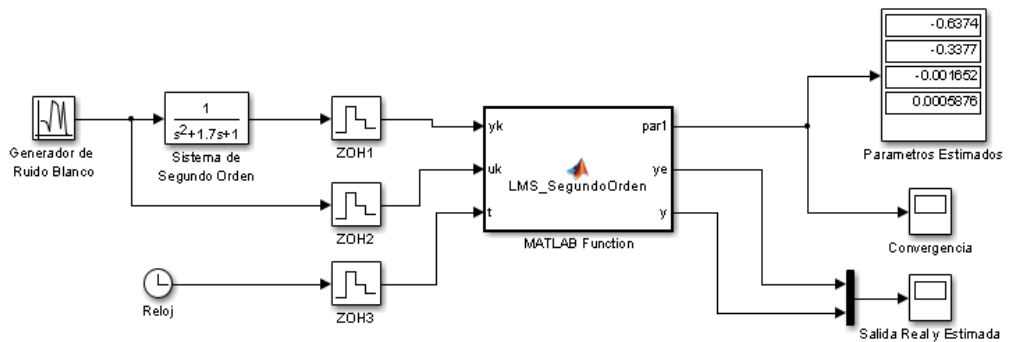 Generador de
Ruido Blanco
1
s²+1.7s+1
Sistema de
Segundo Orden
ZOH1
ZOH2
Reloj
ZOH3
yk
uk
t
LMS_SegundoOrden
par1
ye
y
MATLAB Function
-0.6374
-0.3377
-0.001652
0.0005876
Parametros Estimados
Convergencia
Salida Real y Estimada